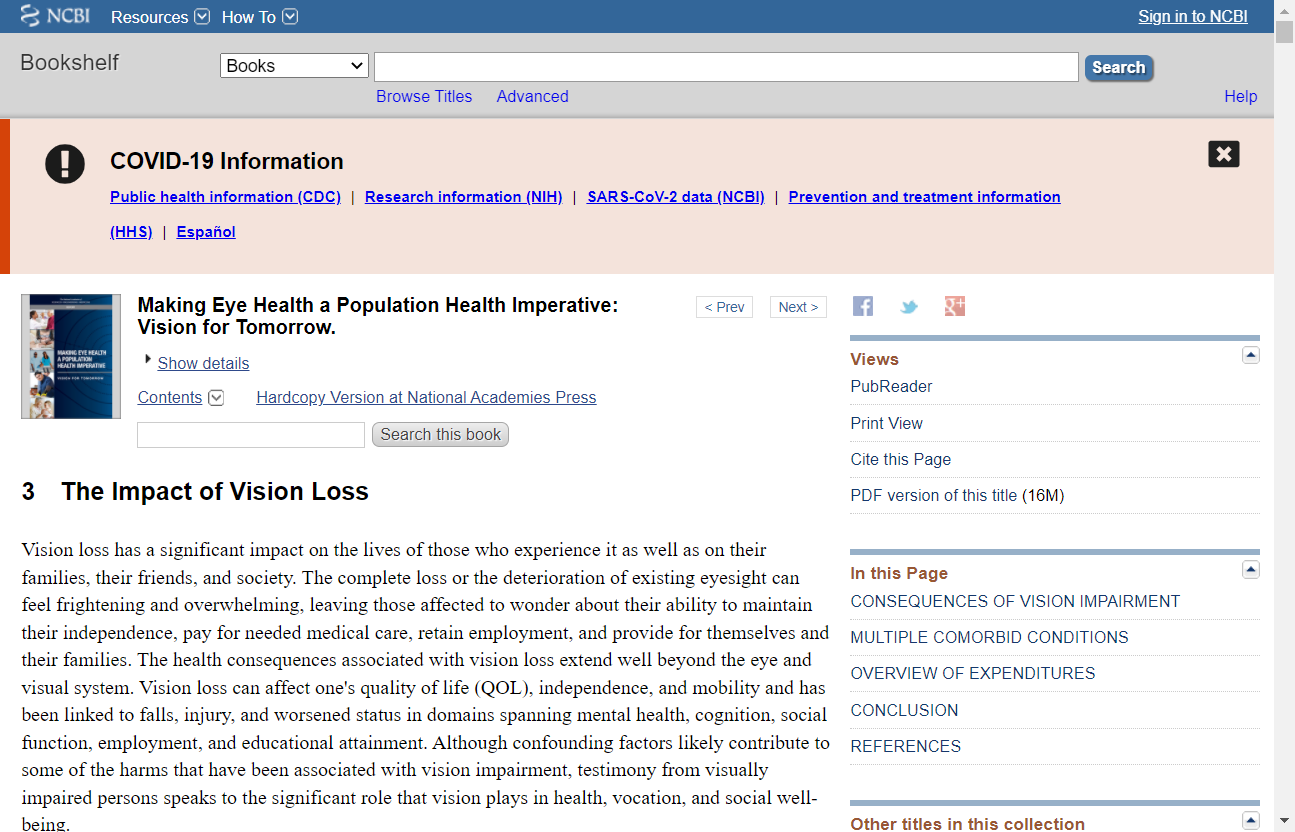 NCBI Resources How To Sign in to NCBI
Bookshelf Books Search
Browse Titles Advanced Help
COVID-19 Information
Public health information (CDC) | Research information (NIH) | SARS-CoV-2 data (NCBI) | Prevention and treatment information
(HHS) | Español
MAKING EYE HEALTH
A POPULATION
HEALTH IMPERATIVE
VISION FOR TOMORROW
Making Eye Health a Population Health Imperative:
Vision for Tomorrow.
< Prev Next >
Show details
Contents Hardcopy Version at National Academies Press
Search this book
3 The Impact of Vision Loss
Vision loss has a significant impact on the lives of those who experience it as well as on their
families, their friends, and society. The complete loss or the deterioration of existing eyesight can
feel frightening and overwhelming, leaving those affected to wonder about their ability to maintain
their independence, pay for needed medical care, retain employment, and provide for themselves and
their families. The health consequences associated with vision loss extend well beyond the eye and
visual system. Vision loss can affect one's quality of life (QOL), independence, and mobility and has
been linked to falls, injury, and worsened status in domains spanning mental health, cognition, social
function, employment, and educational attainment. Although confounding factors likely contribute to
some of the harms that have been associated with vision impairment, testimony from visually
impaired persons speaks to the significant role that vision plays in health, vocation, and social well-
being.
Views
PubReader
Print View
Cite this Page
PDF version of this title (16M)
In this Page
CONSEQUENCES OF VISION IMPAIRMENT
MULTIPLE COMORBID CONDITIONS
OVERVIEW OF EXPENDITURES
CONCLUSION
REFERENCES
Other titles in this collection